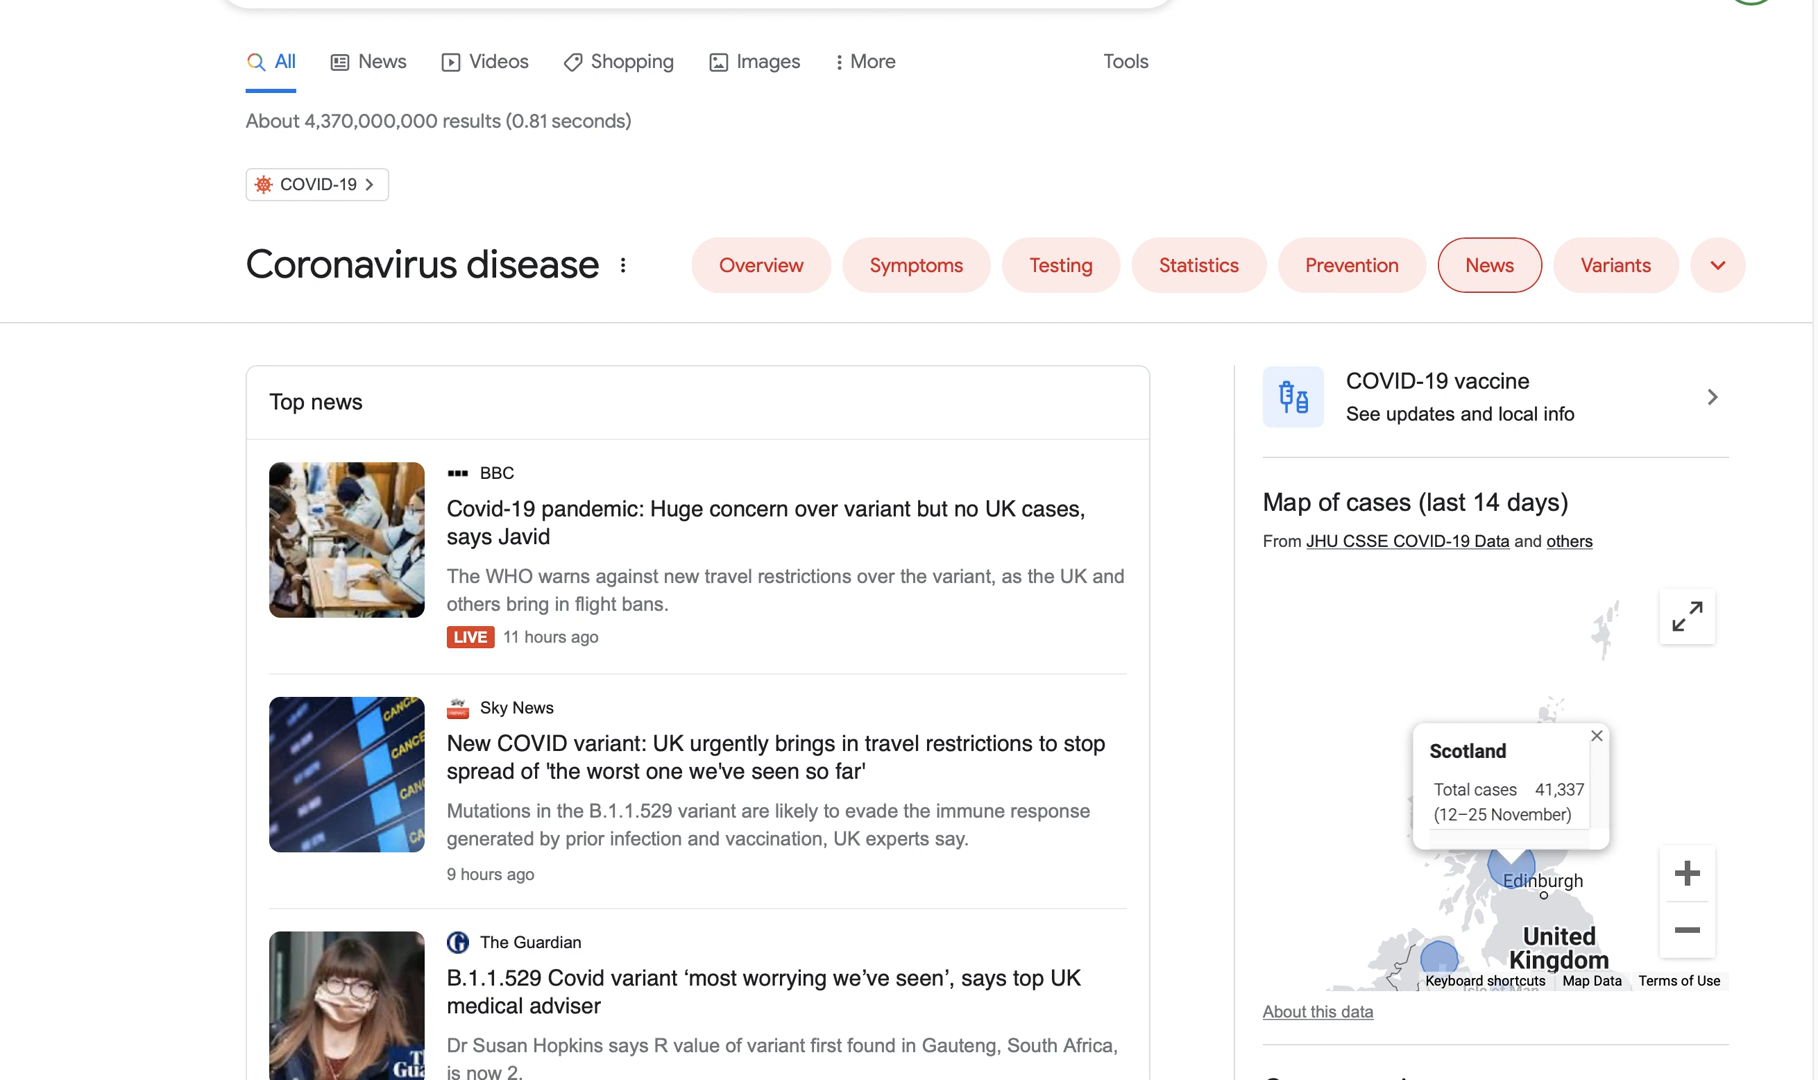 All
News
Videos
Shopping
Images
More
Tools
About 4,370,000,000 results (0.81 seconds)
COVID-19
Coronavirus disease
Overview
Symptoms
Testing
Statistics
Prevention
News
Variants
Top news
BBC
Covid-19 pandemic: Huge concern over variant but no UK cases,
says Javid
The WHO warns against new travel restrictions over the variant, as the UK and
others bring in flight bans.
LIVE 11 hours ago
Sky News
New COVID variant: UK urgently brings in travel restrictions to stop
spread of 'the worst one we've seen so far'
Mutations in the B.1.1.529 variant are likely to evade the immune response
generated by prior infection and vaccination, UK experts say.
9 hours ago
The Guardian
B.1.1.529 Covid variant ‘most worrying we’ve seen’, says top UK
medical adviser
Dr Susan Hopkins says R value of variant first found in Gauteng, South Africa,
is now 2.
COVID-19 vaccine
See updates and local info
Map of cases (last 14 days)
From JHU CSSE COVID-19 Data and others
Scotland
Total cases 41,337
(12–25 November)
Edinburgh
United
Kingdom
Isle of Man
Keyboard shortcuts Map Data Terms of Use
About this data